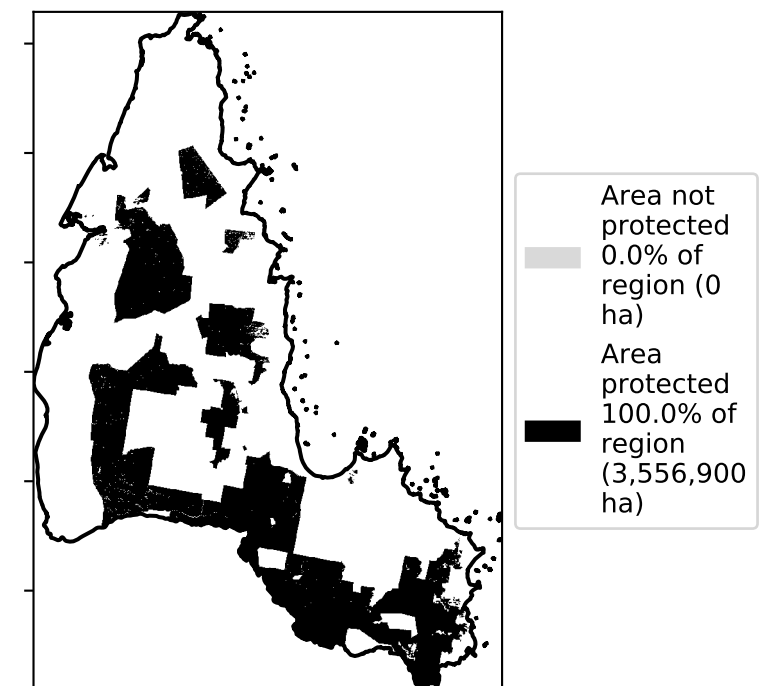 Area not
protected
0.0% of
region (0
ha)
Area
protected
100.0% of
region
(3,556,900
ha)